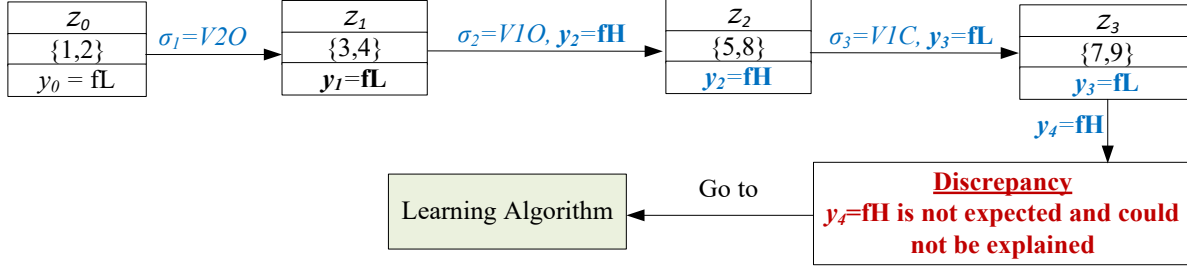 z0
{1,2}
y0 = fL
σ1=V2O
z1
{3,4}
y1=fL
σ2=V1O, y2=fH
z2
{5,8}
y2=fH
σ3=V1C, y3=fL
z3
{7,9}
y3=fL
y4=fH
Discrepancy
y4=fH is not expected and could
not be explained
Go to
Learning Algorithm